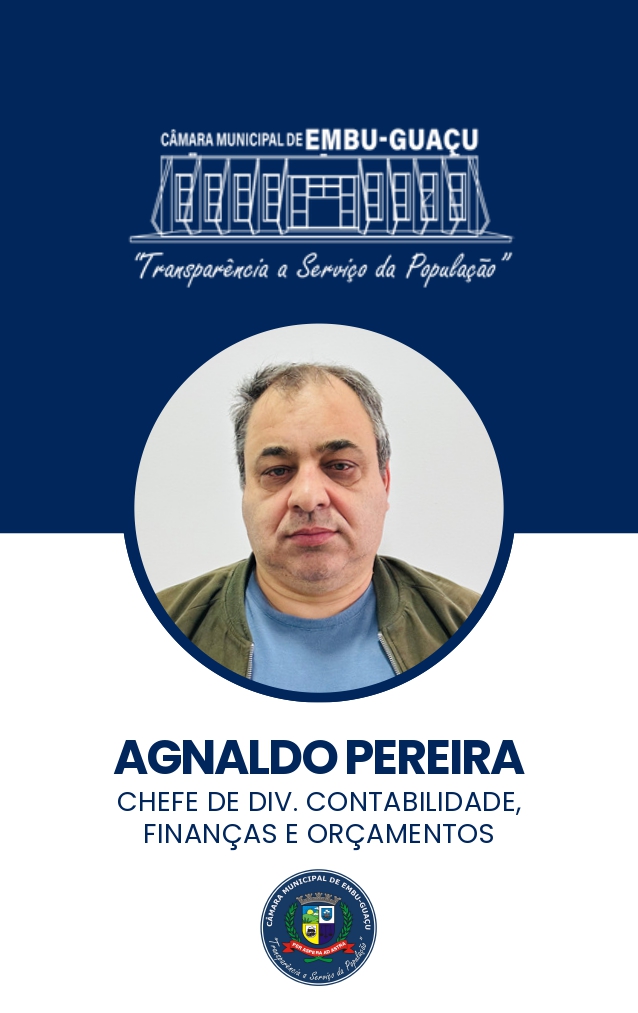 CÂMARA MUNICIPAL DE EMBU-GUAÇU
"Transparência a Serviço da População"
AGNALDO PEREIRA
CHEFE DE DIV. CONTABILIDADE,
FINANÇAS E ORÇAMENTOS
CÂMARA MUNICIPAL DE EMBU-GUAÇU
PER ASPERA AD ASTRA
"Transparência a Serviço da População"